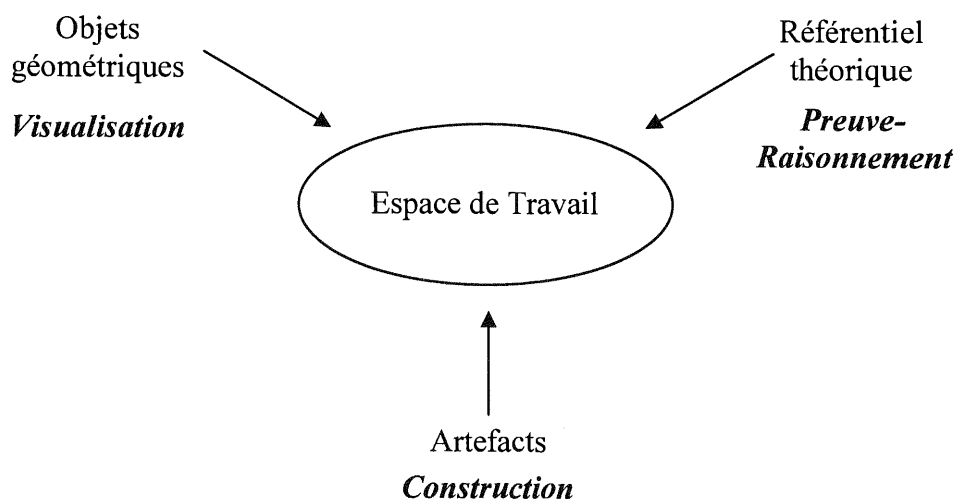 Objets
géométriques
Visualisation
Référentiel
théorique
Preuve-
Raisonnement
Espace de Travail
Artefacts
Construction